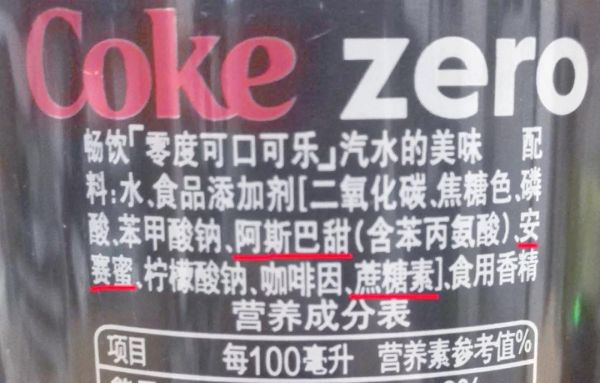 Coke zero
畅饮「零度可口可乐」汽水的美味 配
料:水、食品添加剂[二氧化碳、焦糖色、磷
酸、苯甲酸钠、阿斯巴甜(含苯丙氨酸)、安
赛蜜、柠檬酸钠、咖啡因、蔗糖素]、食用香精
营养成分表
项目 每100毫升 营养素参考值%